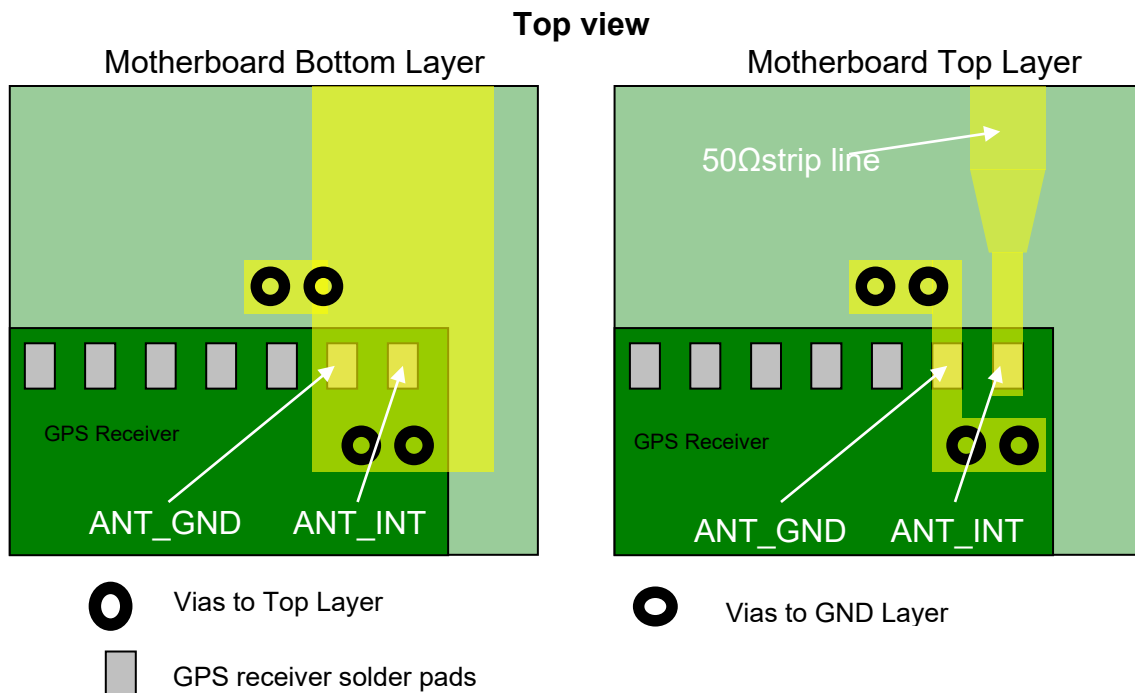 Top view
Motherboard Bottom Layer
Motherboard Top Layer
50Ωstrip line
GPS Receiver
GPS Receiver
ANT_GND
ANT_INT
ANT_GND
ANT_INT
Vias to Top Layer
Vias to GND Layer
GPS receiver solder pads